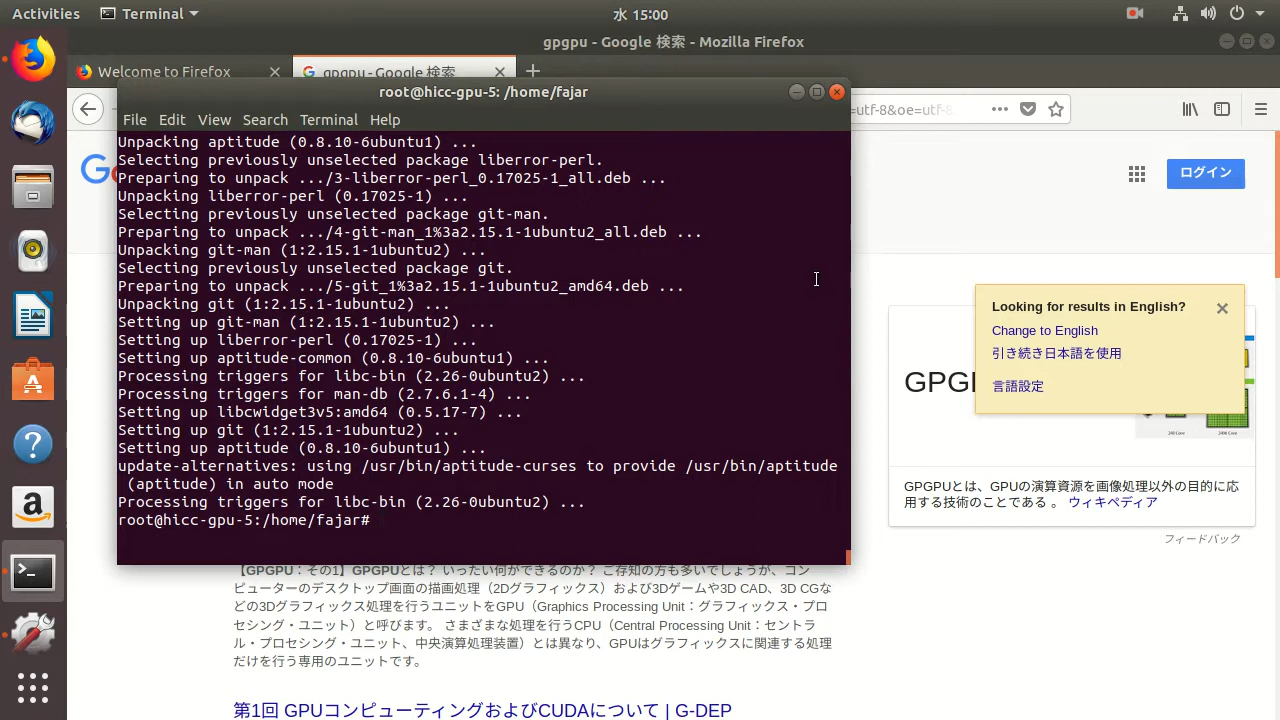 Activities
Terminal
水 15:00
gpgpu - Google 検索 - Mozilla Firefox
Welcome to Firefox
gpgpu - Google 検索
root@hicc-gpu-5: /home/fajar
=utf-8&oe=utf-8
File Edit View Search Terminal Help
Unpacking aptitude (0.8.10-6ubuntu1) ...
Selecting previously unselected package liberror-perl.
Preparing to unpack .../3-liberror-perl_0.17025-1_all.deb ...
Unpacking liberror-perl (0.17025-1) ...
Selecting previously unselected package git-man.
Preparing to unpack .../4-git-man_1%3a2.15.1-1ubuntu2_all.deb ...
Unpacking git-man (1:2.15.1-1ubuntu2) ...
Selecting previously unselected package git.
Preparing to unpack .../5-git_1%3a2.15.1-1ubuntu2_amd64.deb ...
Unpacking git (1:2.15.1-1ubuntu2) ...
Setting up git-man (1:2.15.1-1ubuntu2) ...
Setting up liberror-perl (0.17025-1) ...
Setting up aptitude-common (0.8.10-6ubuntu1) ...
Processing triggers for libc-bin (2.26-0ubuntu2) ...
Processing triggers for man-db (2.7.6.1-4) ...
Setting up libcwidget3v5:amd64 (0.5.17-7) ...
Setting up git (1:2.15.1-1ubuntu2) ...
Setting up aptitude (0.8.10-6ubuntu1) ...
update-alternatives: using /usr/bin/aptitude-curses to provide /usr/bin/aptitude
(aptitude) in auto mode
Processing triggers for libc-bin (2.26-0ubuntu2) ...
root@hicc-gpu-5:/home/fajar#
ログイン
Looking for results in English?
Change to English
引き続き日本語を使用
言語設定
GPGP
240 Core
2496 Core
GPGPUとは、GPUの演算資源を画像処理以外の目的に応
用する技術のことである 。 ウィキペディア
フィードバック
【GPGPU：その1】GPGPUとは？ いったい何ができるのか？ ご存知の方も多いでしょうが、コン
ピューターのデスクトップ画面の描画処理（2Dグラフィックス）および3Dゲームや3D CAD、3D CGな
どの3Dグラフィックス処理を行うユニットをGPU（Graphics Processing Unit：グラフィックス・プロ
セシング・ユニット）と呼びます。 さまざまな処理を行うCPU（Central Processing Unit：セントラ
ル・プロセシング・ユニット、中央演算処理装置）とは異なり、GPUはグラフィックスに関連する処理
だけを行う専用のユニットです。
第1回 GPUコンピューティングおよびCUDAについて | G-DEP